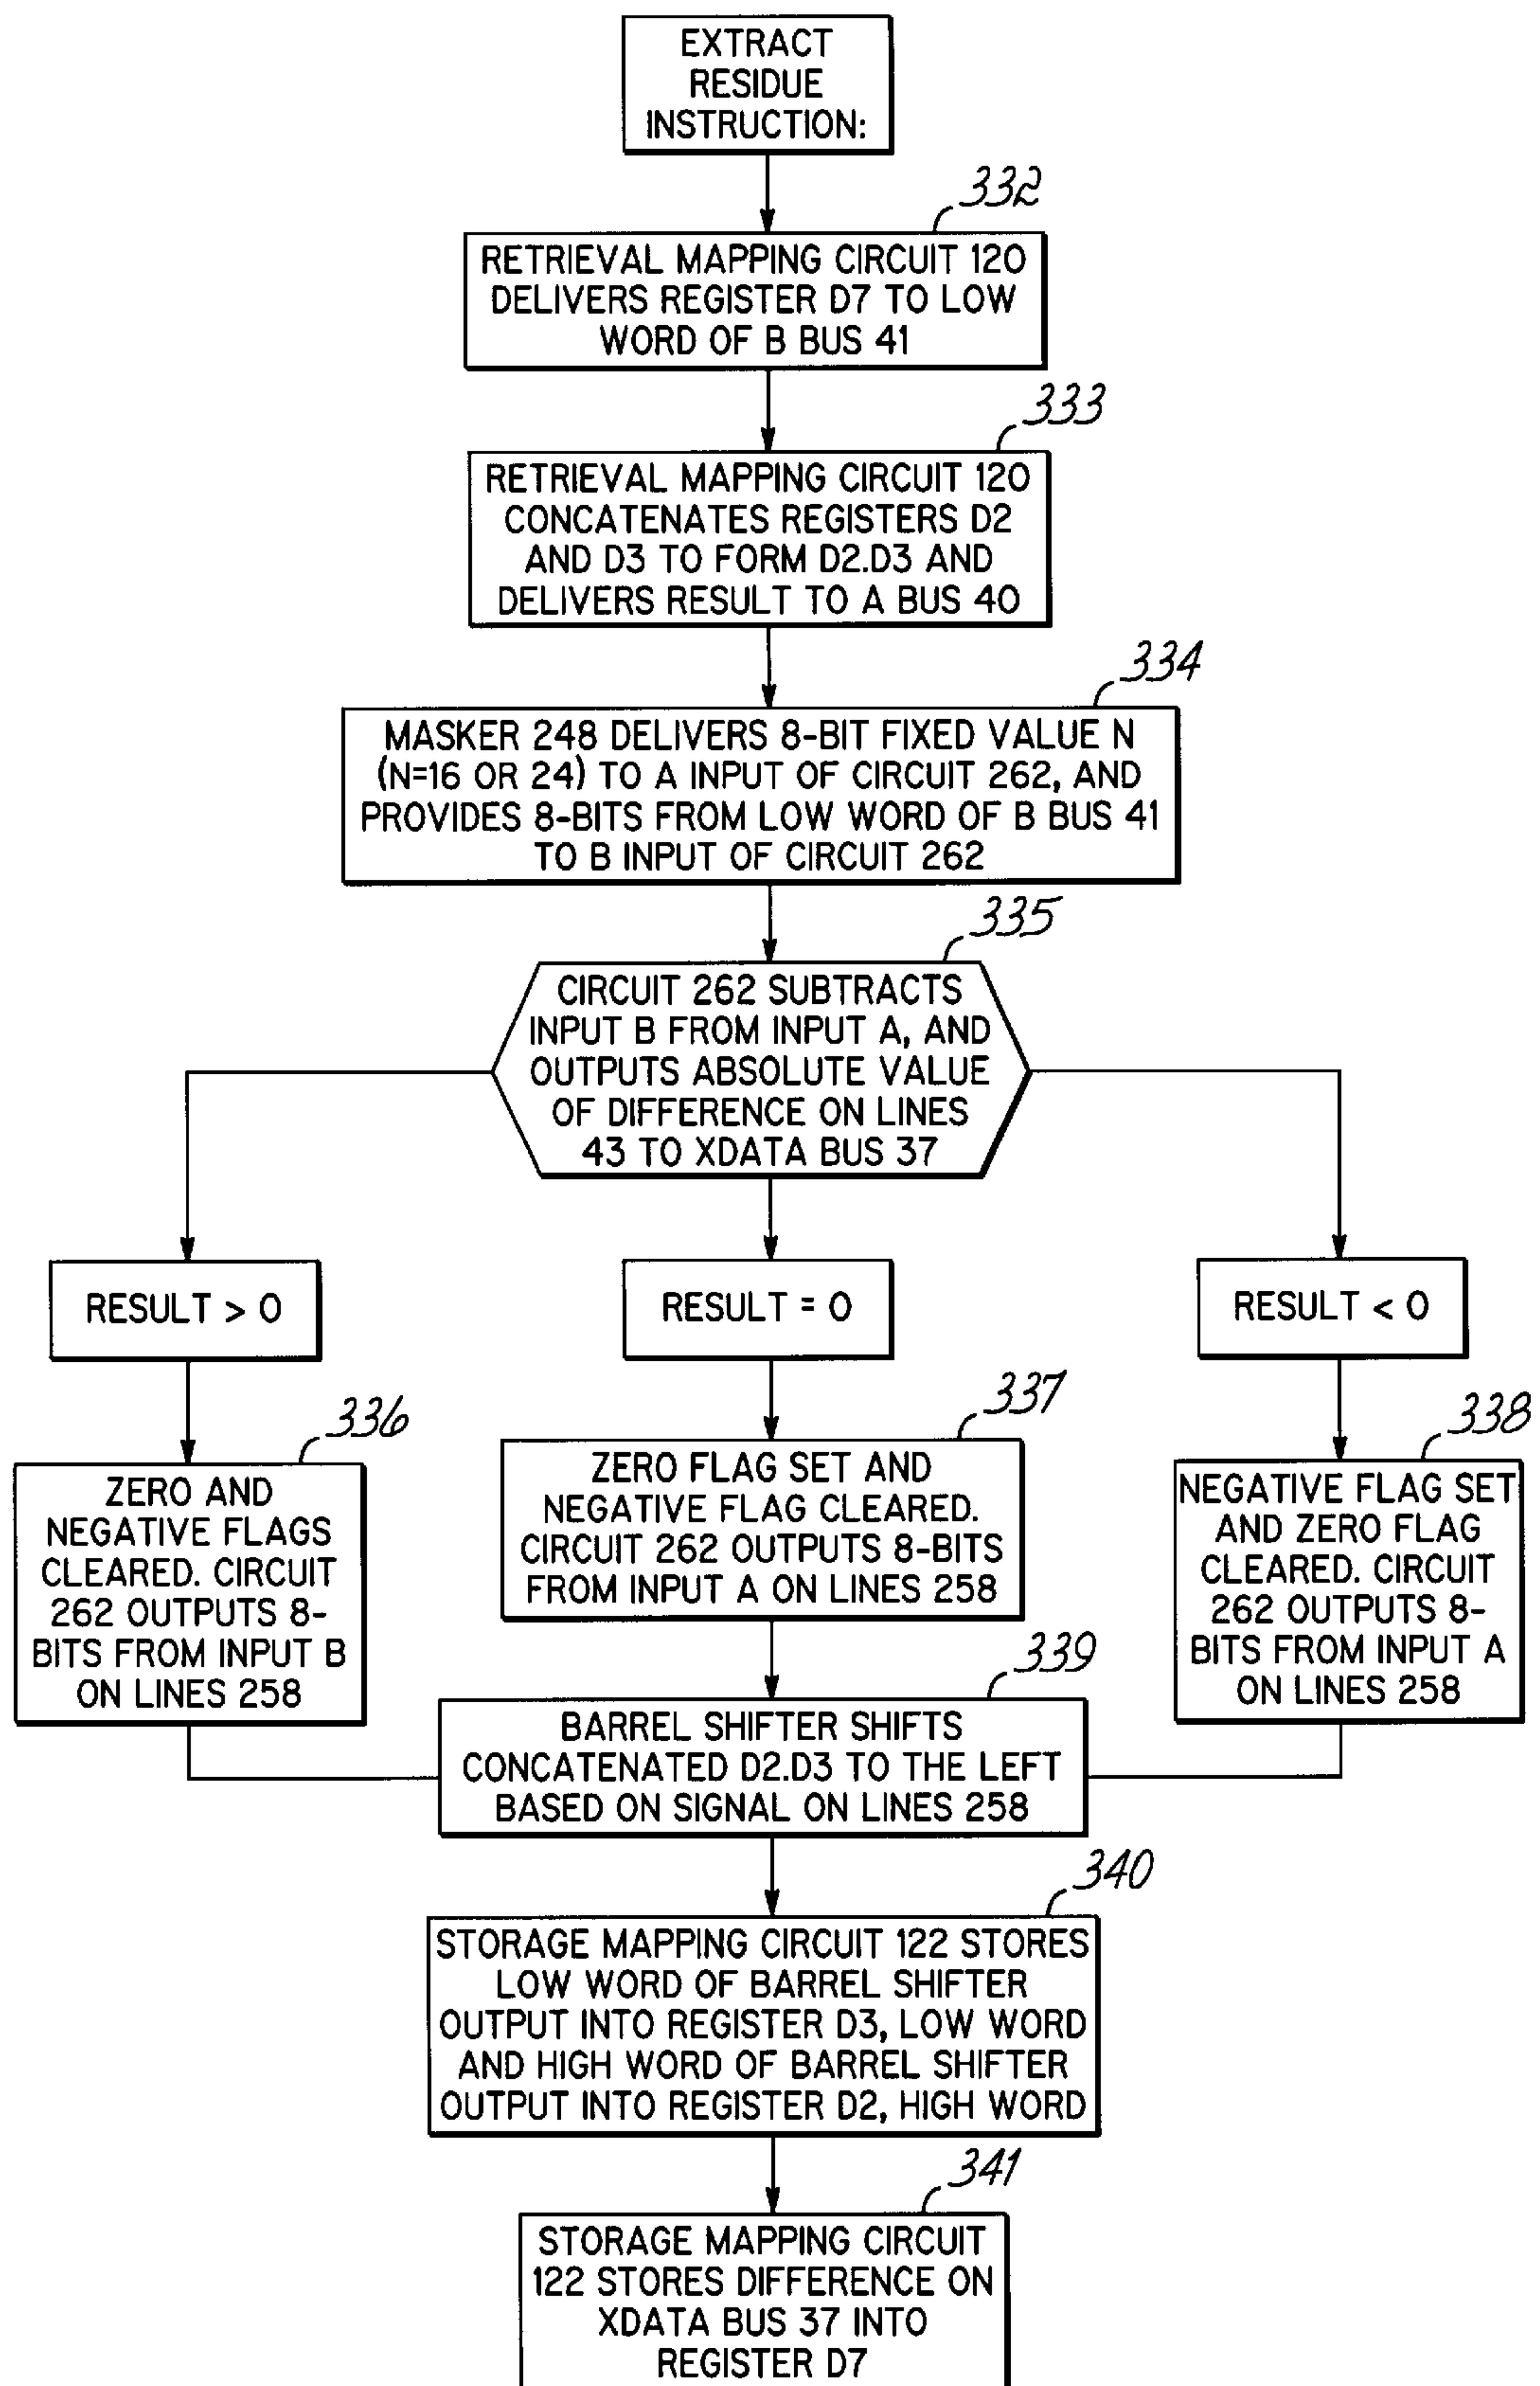 EXTRACT
RESIDUE
INSTRUCTION:
332
RETRIEVAL MAPPING CIRCUIT 120
DELIVERS REGISTER D7 TO LOW
WORD OF B BUS 41
333
RETRIEVAL MAPPING CIRCUIT 120
CONCATENATES REGISTERS D2
AND D3 TO FORM D2.D3 AND
DELIVERS RESULT TO A BUS 40
334
MASKER 248 DELIVERS 8-BIT FIXED VALUE N
(N=16 OR 24) TO A INPUT OF CIRCUIT 262, AND
PROVIDES 8-BITS FROM LOW WORD OF B BUS 41
TO B INPUT OF CIRCUIT 262
335
CIRCUIT 262 SUBTRACTS
INPUT B FROM INPUT A, AND
OUTPUTS ABSOLUTE VALUE
OF DIFFERENCE ON LINES
43 TO XDATA BUS 37
RESULT > 0
RESULT = 0
RESULT < 0
336
ZERO AND
NEGATIVE FLAGS
CLEARED. CIRCUIT
262 OUTPUTS 8-
BITS FROM INPUT B
ON LINES 258
337
ZERO FLAG SET AND
NEGATIVE FLAG CLEARED.
CIRCUIT 262 OUTPUTS 8-BITS
FROM INPUT A ON LINES 258
338
NEGATIVE FLAG SET
AND ZERO FLAG
CLEARED. CIRCUIT
262 OUTPUTS 8-
BITS FROM INPUT A
ON LINES 258
339
BARREL SHIFTER SHIFTS
CONCATENATED D2.D3 TO THE LEFT
BASED ON SIGNAL ON LINES 258
340
STORAGE MAPPING CIRCUIT 122 STORES
LOW WORD OF BARREL SHIFTER
OUTPUT INTO REGISTER D3, LOW WORD
AND HIGH WORD OF BARREL SHIFTER
OUTPUT INTO REGISTER D2, HIGH WORD
341
STORAGE MAPPING CIRCUIT
122 STORES DIFFERENCE ON
XDATA BUS 37 INTO
REGISTER D7